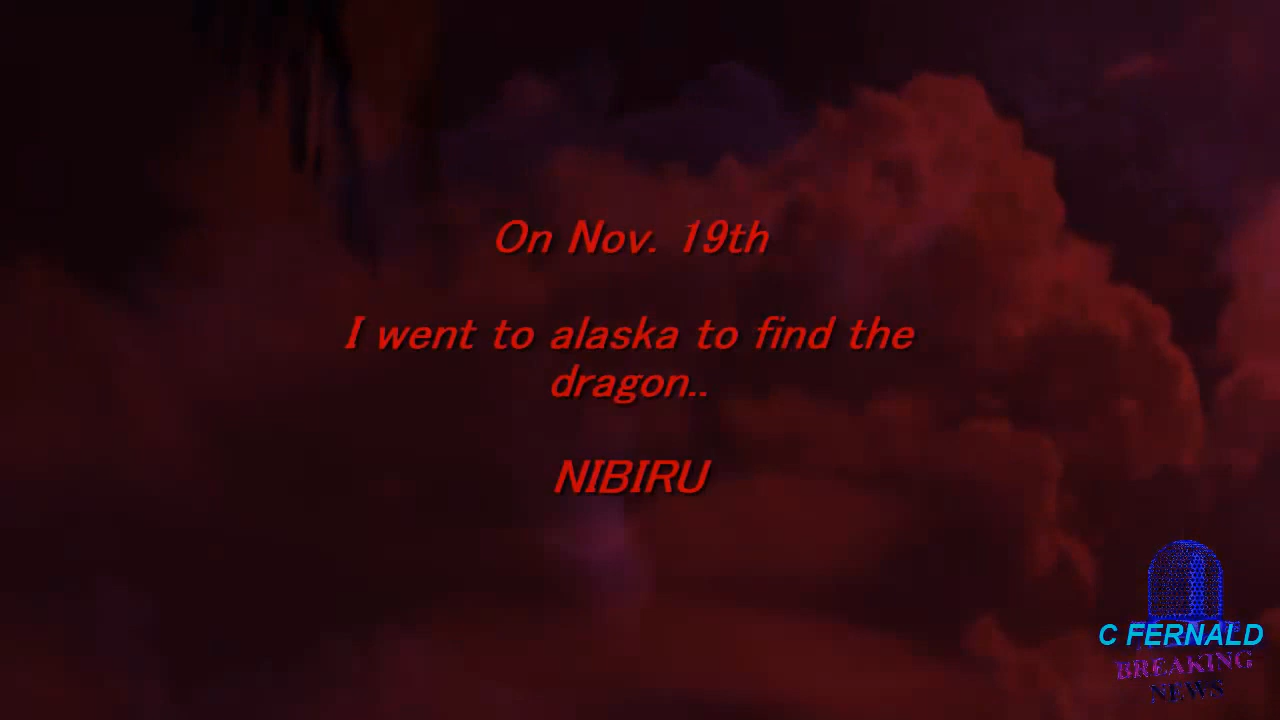 On Nov. 19th
I went to alaska to find the
dragon..
NIBIRU
C FERNALD
BREAKING
NEWS